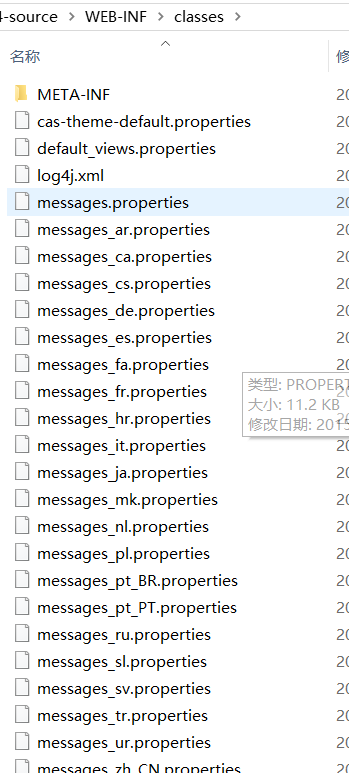 4-source > WEB-INF > classes >
名称
META-INF 20
cas-theme-default.properties 20
default_views.properties 20
log4j.xml 20
messages.properties 20
messages_ar.properties 20
messages_ca.properties 20
messages_cs.properties 20
messages_de.properties 20
messages_es.properties 20
messages_fa.properties
类型: PROPERT
messages_fr.properties
大小: 11.2 KB
messages_hr.properties
修改日期: 2015
messages_it.properties 20
messages_ja.properties 20
messages_mk.properties 20
messages_nl.properties 20
messages_pl.properties 20
messages_pt_BR.properties 20
messages_pt_PT.properties 20
messages_ru.properties 20
messages_sl.properties 20
messages_sv.properties 20
messages_tr.properties 20
messages_ur.properties 20
messages_zh_CN.properties 20